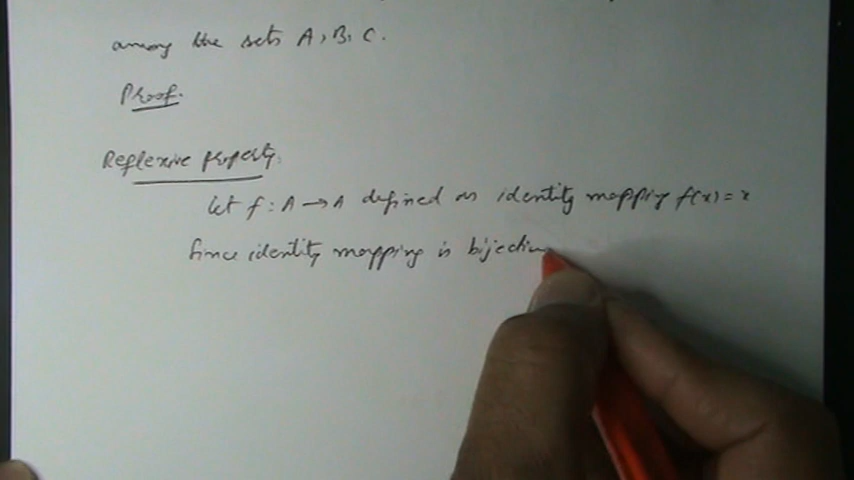 among the sets A, B, C.
Proof.
Reflexive property.
Let f : A → A defined as identity mapping f(x) = x
Since identity mapping is bijective